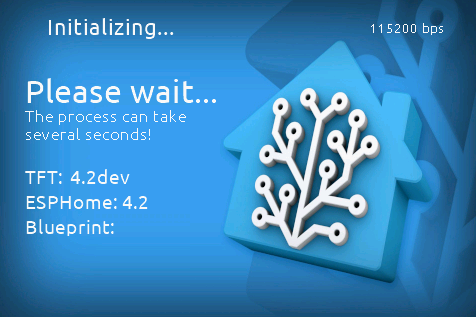 Initializing...
115200 bps
Please wait...
The process can take
several seconds!
TFT: 4.2dev
ESPHome: 4.2
Blueprint: